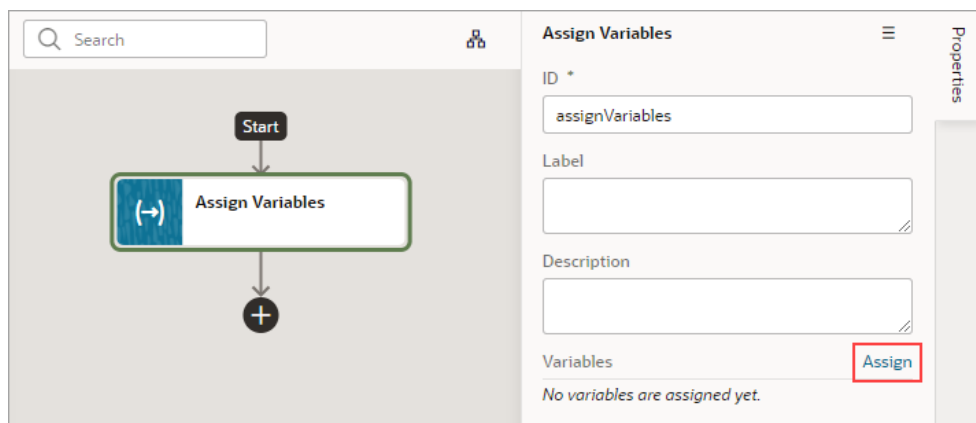 Search
Start
Assign Variables
Assign Variables
ID *
assignVariables
Label
Description
Variables Assign
No variables are assigned yet.
Properties